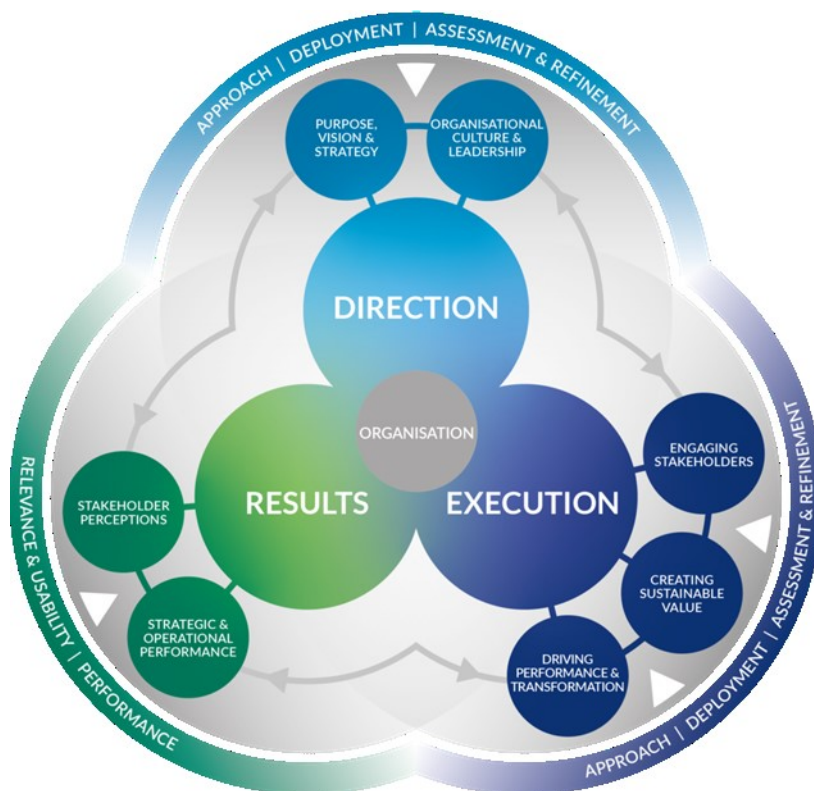 APPROACH | DEPLOYMENT | ASSESSMENT & REFINEMENT
PURPOSE,
VISION &
STRATEGY
ORGANISATIONAL
CULTURE &
LEADERSHIP
DIRECTION
ORGANISATION
RESULTS
EXECUTION
ENGAGING
STAKEHOLDERS
CREATING
SUSTAINABLE
VALUE
DRIVING
PERFORMANCE &
TRANSFORMATION
STAKEHOLDER
PERCEPTIONS
STRATEGIC &
OPERATIONAL
PERFORMANCE
RELEVANCE & USABILITY | PERFORMANCE
APPROACH | DEPLOYMENT | ASSESSMENT & REFINEMENT